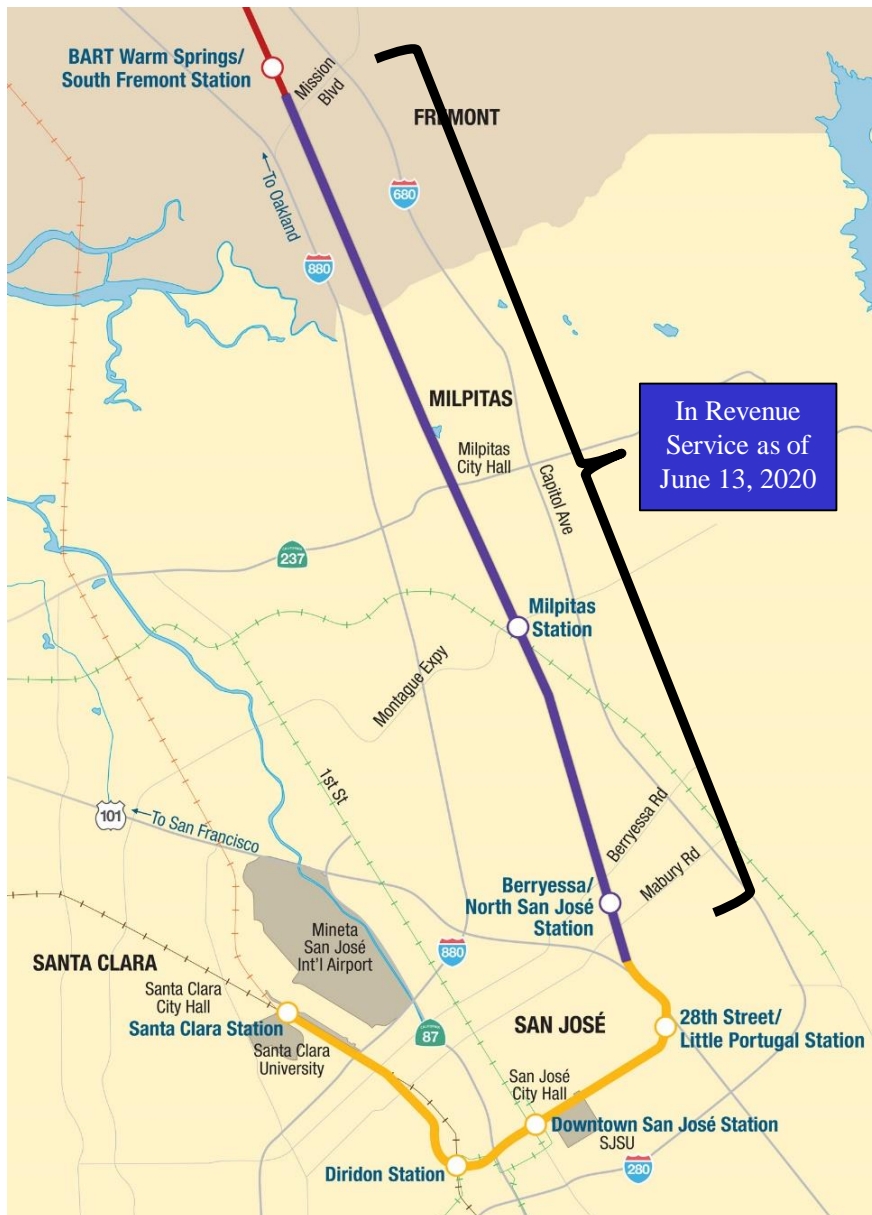 BART Warm Springs/
South Fremont Station
Mission
Blvd
FREMONT
To Oakland
680
880
MILPITAS
In Revenue
Service as of
June 13, 2020
Milpitas
City Hall
Capitol Ave
CALIFORNIA
237
Milpitas
Station
Montague Expy
1st St
101
To San Francisco
Berryessa Rd
Mabury Rd
Berryessa/
North San José
Station
Mineta
San José
Int'l Airport
880
SANTA CLARA
Santa Clara
City Hall
Santa Clara Station
Santa Clara
University
CALIFORNIA
87
SAN JOSÉ
28th Street/
Little Portugal Station
San José
City Hall
Downtown San José Station
SJSU
Diridon Station
280